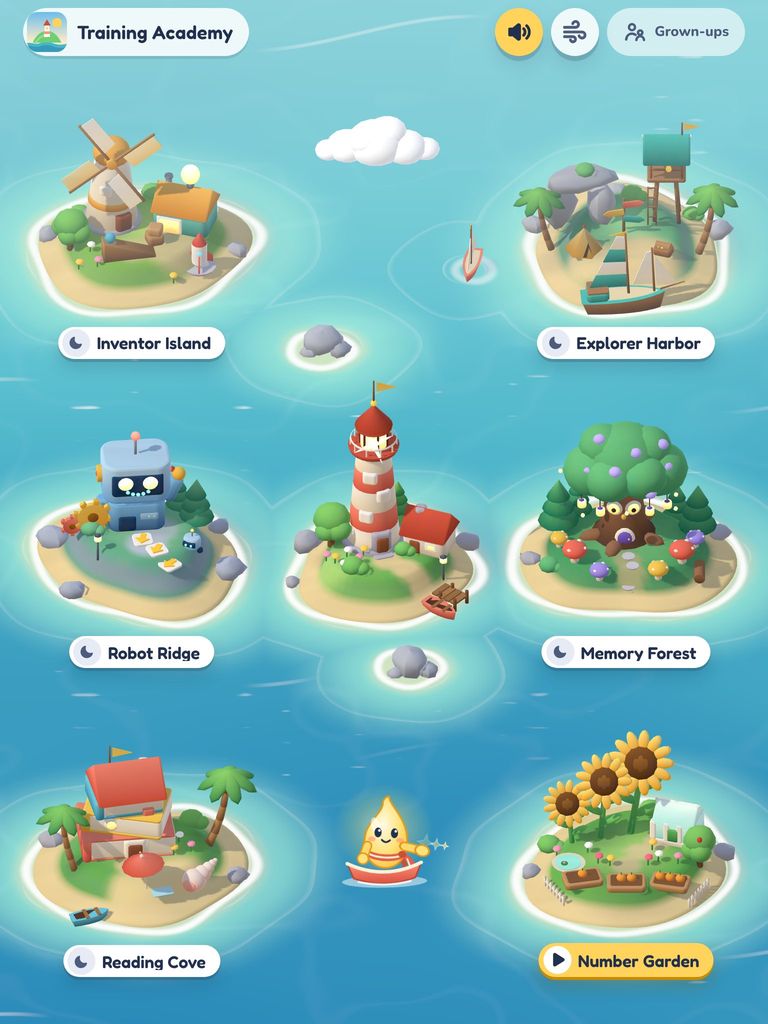 Training Academy
Grown-ups
Inventor Island
Explorer Harbor
Robot Ridge
Memory Forest
Reading Cove
Number Garden